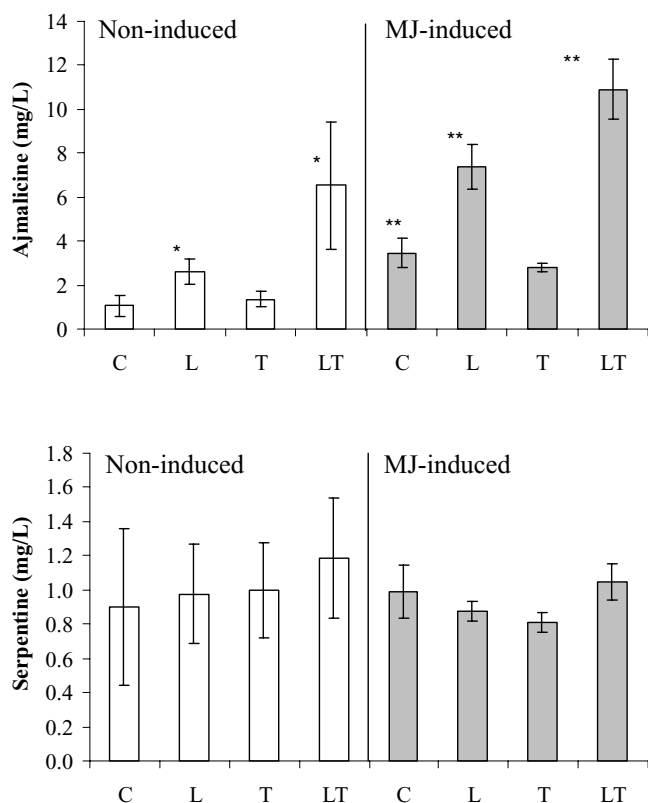 Non-induced MJ-induced
Ajmalicine (mg/L)
14
12
10
8
6
4
2
0
* * ** ** **
C L T LT C L T LT
Non-induced MJ-induced
Serpentine (mg/L)
1.8
1.6
1.4
1.2
1.0
0.8
0.6
0.4
0.2
0.0
C L T LT C L T LT